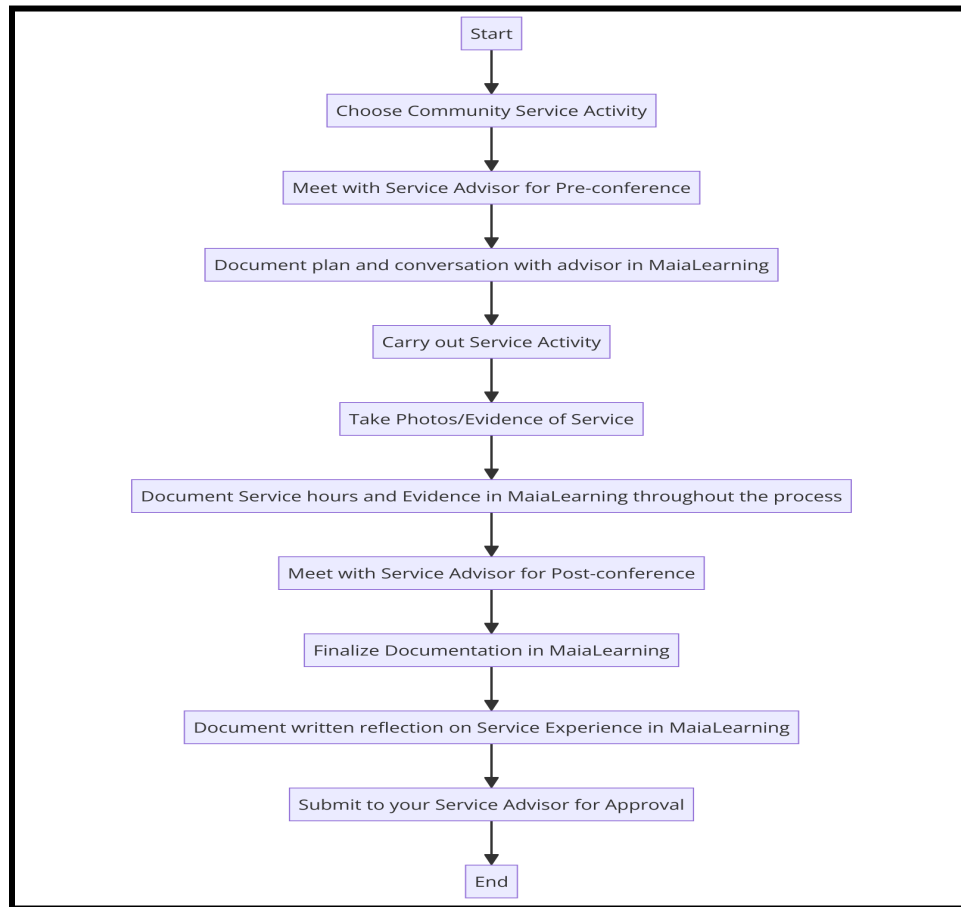 Start
Choose Community Service Activity
Meet with Service Advisor for Pre-conference
Document plan and conversation with advisor in MaiaLearning
Carry out Service Activity
Take Photos/Evidence of Service
Document Service hours and Evidence in MaiaLearning throughout the process
Meet with Service Advisor for Post-conference
Finalize Documentation in MaiaLearning
Document written reflection on Service Experience in MaiaLearning
Submit to your Service Advisor for Approval
End